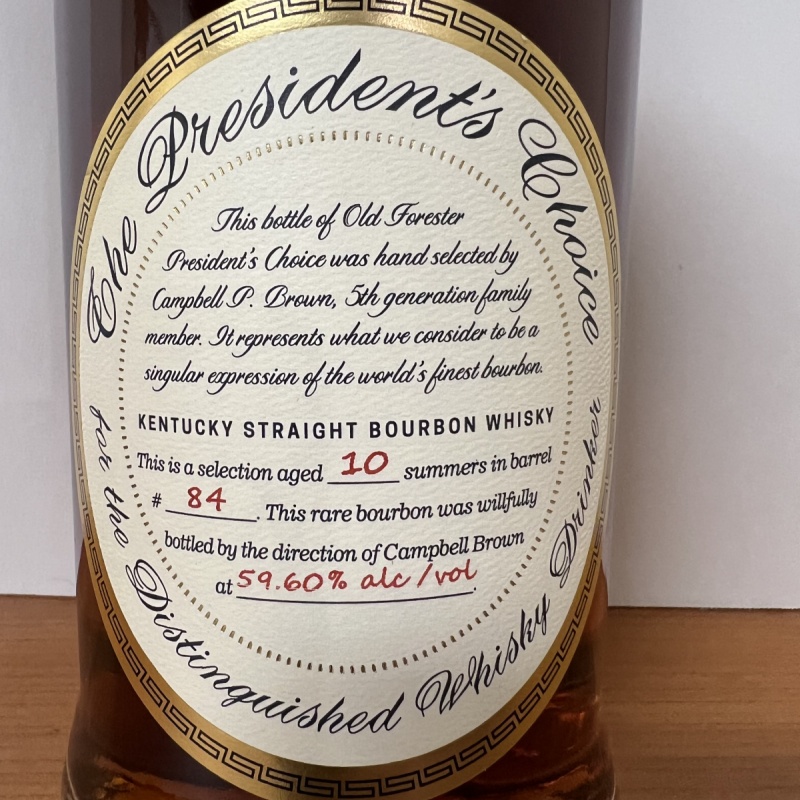 The President's Choice
This bottle of Old Forester
President's Choice was hand selected by
Campbell P. Brown, 5th generation family
member. It represents what we consider to be a
singular expression of the world's finest bourbon.
KENTUCKY STRAIGHT BOURBON WHISKY
This is a selection aged 10 summers in barrel
# 84. This rare bourbon was willfully
bottled by the direction of Campbell Brown
at 59.60% alc/vol.
for the Distinguished Whisky Drinker